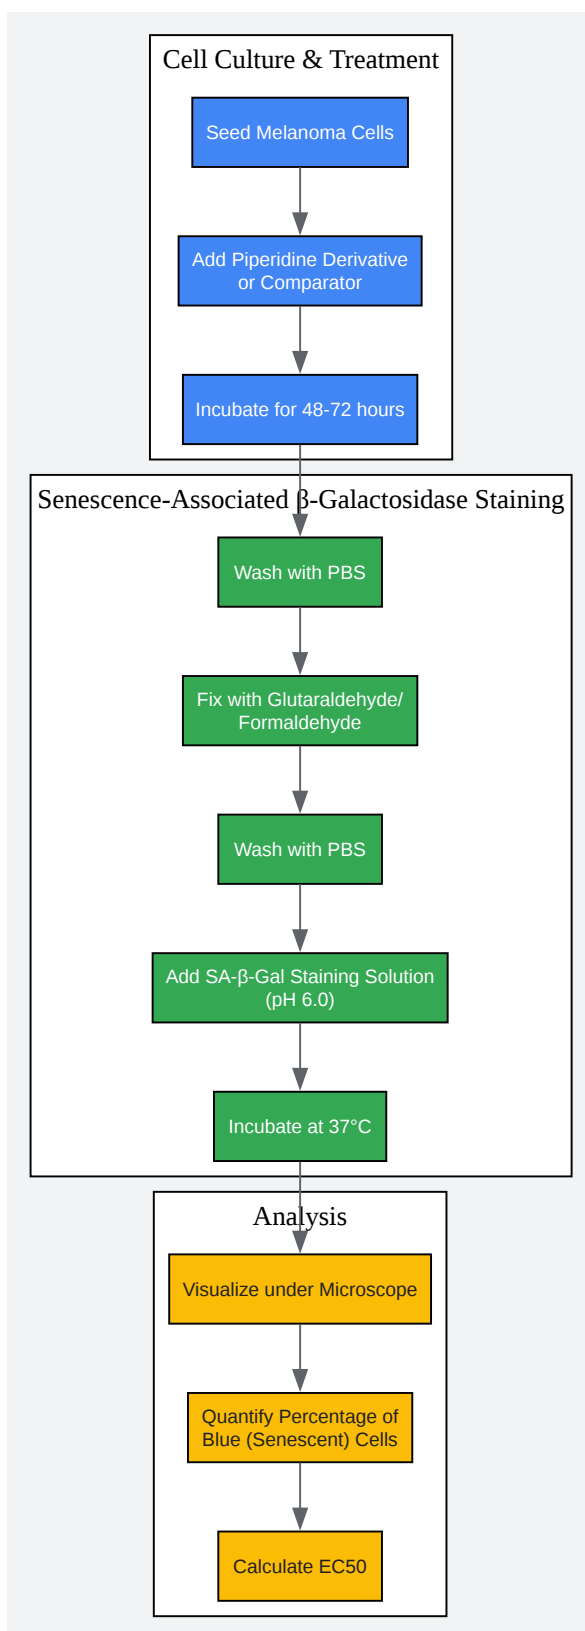 Cell Culture & Treatment
Seed Melanoma Cells
Add Piperidine Derivative
or Comparator
Incubate for 48-72 hours
Senescence-Associated β-Galactosidase Staining
Wash with PBS
Fix with Glutaraldehyde/
Formaldehyde
Wash with PBS
Add SA-β-Gal Staining Solution
(pH 6.0)
Incubate at 37°C
Analysis
Visualize under Microscope
Quantify Percentage of
Blue (Senescent) Cells
Calculate EC50